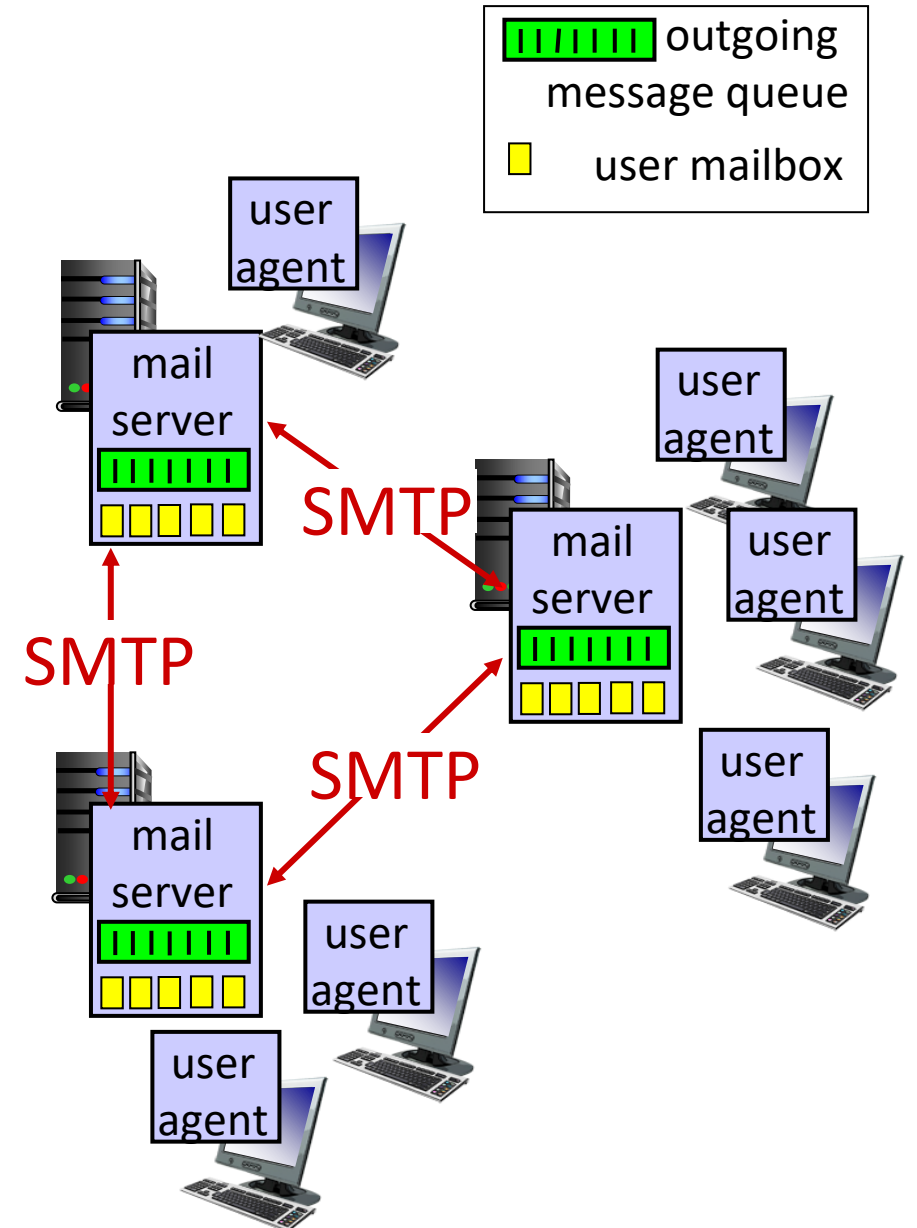 outgoing
message queue
user mailbox
user
agent
mail
server
SMTP
user
agent
mail
server
user
agent
SMTP
SMTP
user
agent
mail
server
user
agent
user
agent